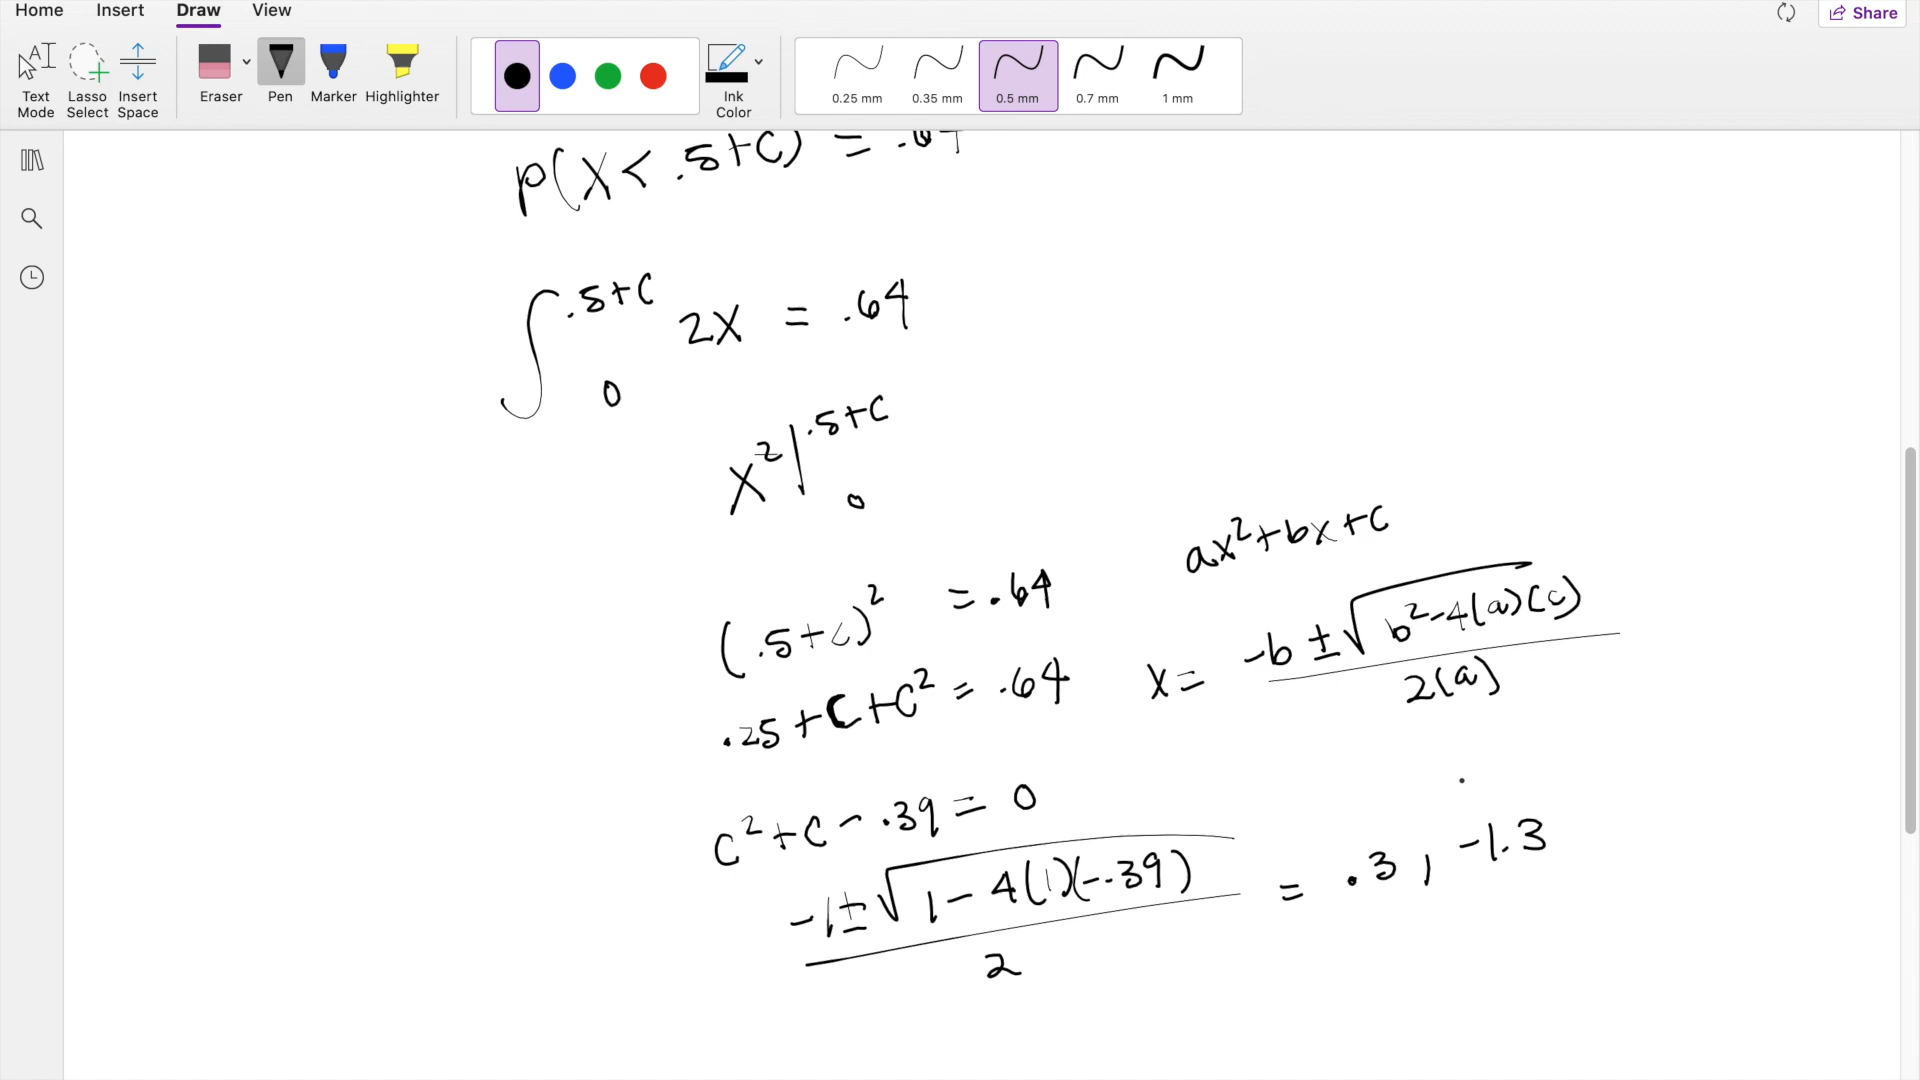 Home Insert Draw View Share
Text Mode Lasso Select Insert Space Eraser Pen Marker Highlighter Ink Color 0.25 mm 0.35 mm 0.5 mm 0.7 mm 1 mm
P(X < .5+C) = .64
∫₀^.5+C 2X = .64
X² |₀^.5+C
ax²+bx+c
(.5+C)² = .64
x = (-b ± √(b²-4(a)(c))) / 2(a)
.25 + C + C² = .64
C² + C - .39 = 0
(-1 ± √(1 - 4(1)(-.39))) / 2 = .3, -1.3